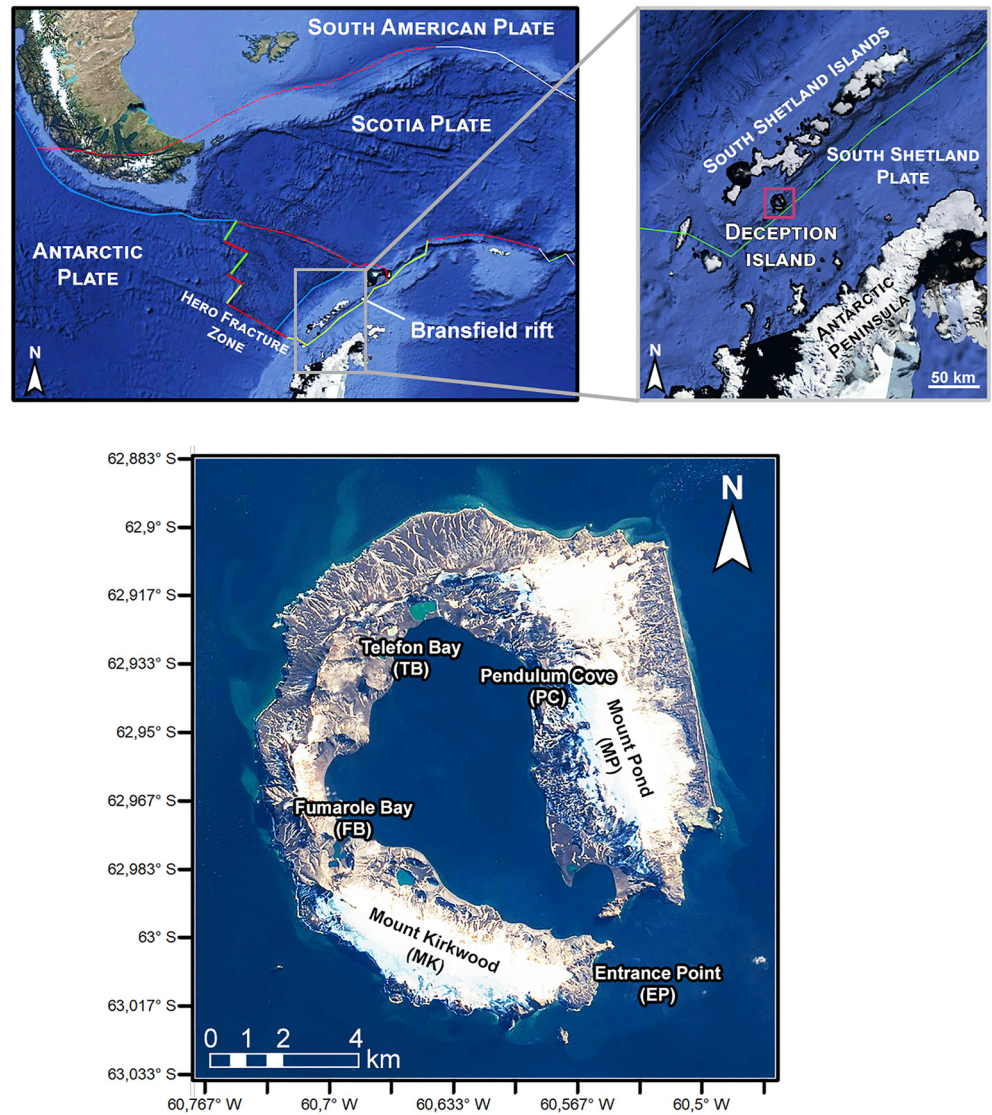 SOUTH AMERICAN PLATE
SCOTIA PLATE
ANTARCTIC
PLATE
HERO FRACTURE
ZONE
Bransfield rift
N
SOUTH SHETLAND ISLANDS
SOUTH SHETLAND
PLATE
DECEPTION
ISLAND
ANTARCTIC
PENINSULA
N
50 km
62,883° S
62,9° S
62,917° S
62,933° S
62,95° S
62,967° S
62,983° S
63° S
63,017° S
63,033° S
N
Telefon Bay
(TB)
Pendulum Cove
(PC)
Mount Pond
(MP)
Fumarole Bay
(FB)
Mount Kirkwood
(MK)
Entrance Point
(EP)
0 1 2 4
km
60,767° W
60,7° W
60,633° W
60,567° W
60,5° W